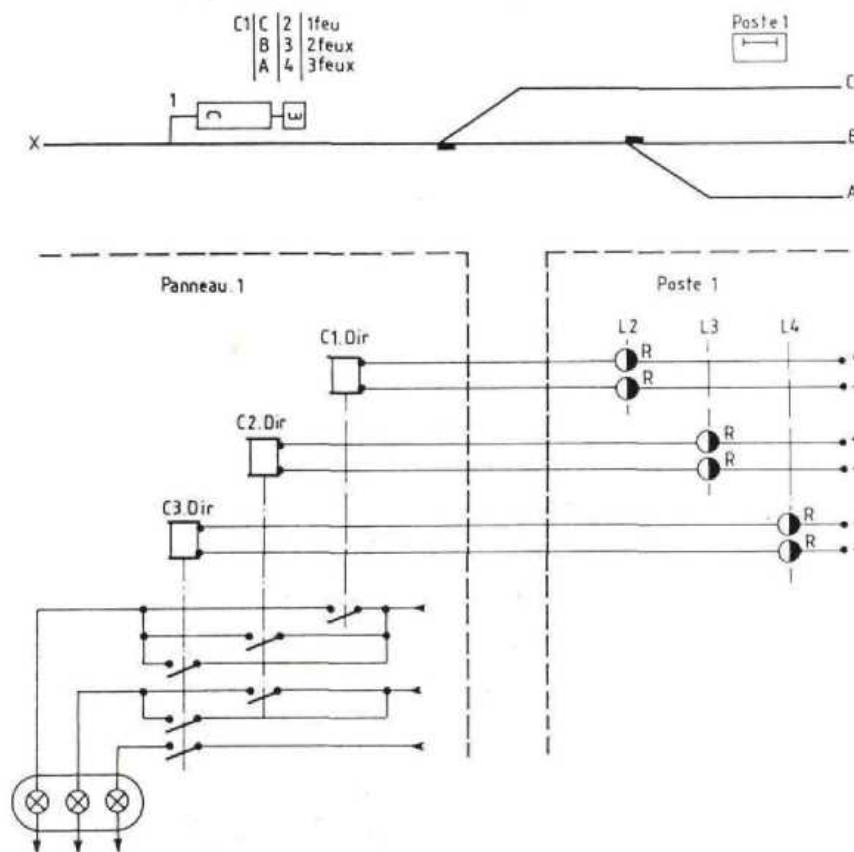 C1 C 2 1feu
B 3 2feux
A 4 3feux
Poste 1
C
1
X
B
A
Panneau.1
Poste 1
C1.Dir
L2 L3 L4
R
R
C2.Dir
R
R
C3.Dir
R
R